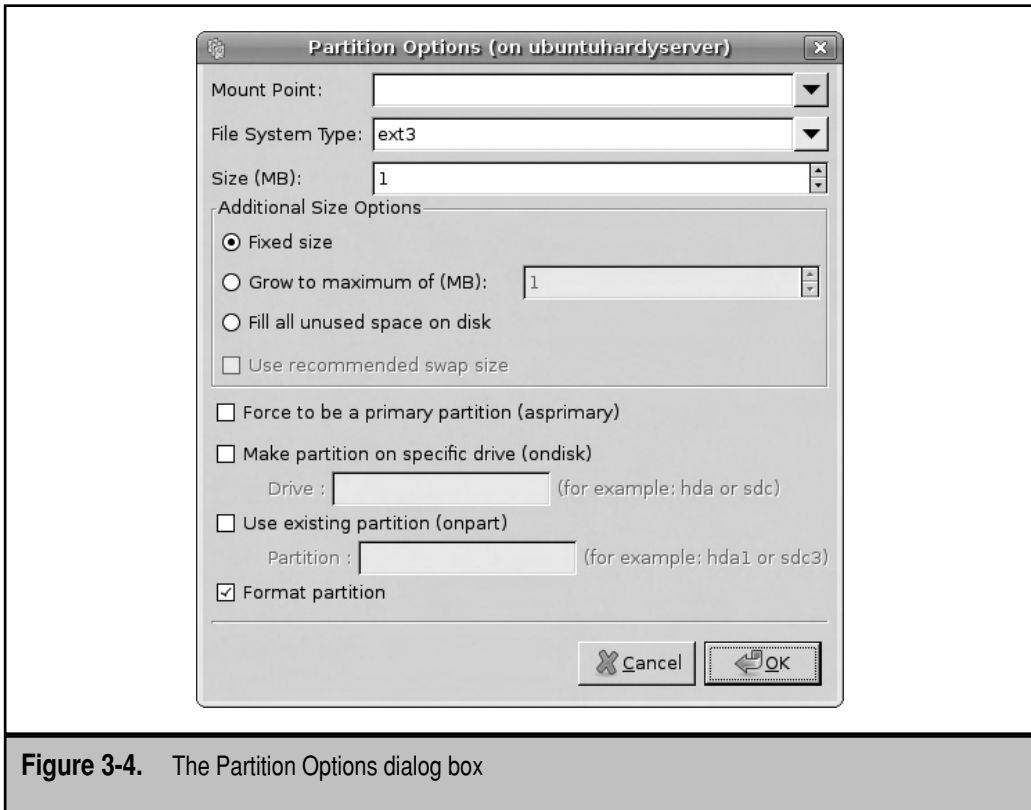 Partition Options (on ubuntuhardyserver)
Mount Point:
File System Type: ext3
Size (MB): 1
Additional Size Options
Fixed size
Grow to maximum of (MB): 1
Fill all unused space on disk
Use recommended swap size
Force to be a primary partition (asprimary)
Make partition on specific drive (ondisk)
Drive : (for example: hda or sdc)
Use existing partition (onpart)
Partition : (for example: hda1 or sdc3)
Format partition
Cancel OK
Figure 3-4. The Partition Options dialog box